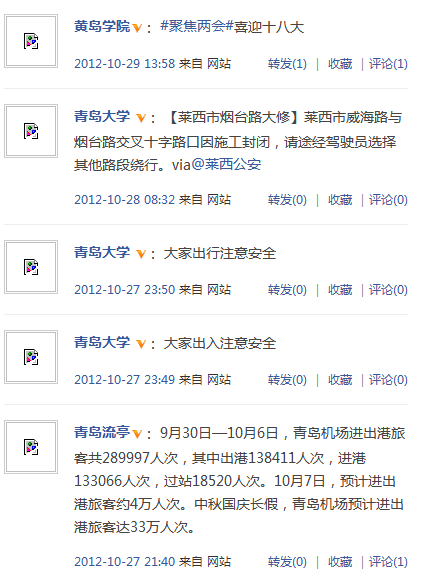 黄岛学院 : #聚焦两会#喜迎十八大
2012-10-29 13:58 来自 网站 转发(1) | 收藏 | 评论(1)
青岛大学 : 【莱西市烟台路大修】莱西市威海路与
烟台路交叉十字路口因施工封闭，请途经驾驶员选择
其他路段绕行。via@莱西公安
2012-10-28 08:32 来自 网站 转发(0) | 收藏 | 评论(0)
青岛大学 : 大家出行注意安全
2012-10-27 23:50 来自 网站 转发(0) | 收藏 | 评论(0)
青岛大学 : 大家出入注意安全
2012-10-27 23:49 来自 网站 转发(0) | 收藏 | 评论(0)
青岛流亭 : 9月30日—10月6日，青岛机场进出港旅
客共289997人次，其中出港138411人次，进港
133066人次，过站18520人次。10月7日，预计进出
港旅客约4万人次。中秋国庆长假，青岛机场预计进出
港旅客达33万人次。
2012-10-27 21:40 来自 网站 转发(0) | 收藏 | 评论(0)